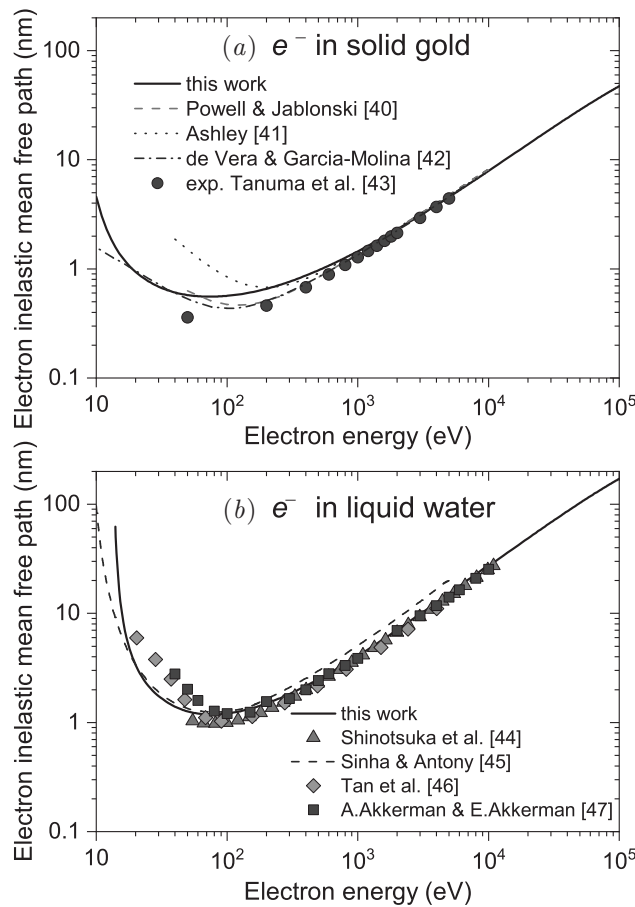 Electron inelastic mean free path (nm)
100
10
1
0.1
(a) e⁻ in solid gold
this work
Powell & Jablonski [40]
Ashley [41]
de Vera & Garcia-Molina [42]
exp. Tanuma et al. [43]
10 10² 10³ 10⁴ 10⁵
Electron energy (eV)
Electron inelastic mean free path (nm)
100
10
1
0.1
(b) e⁻ in liquid water
this work
Shinotsuka et al. [44]
Sinha & Antony [45]
Tan et al. [46]
A.Akkerman & E.Akkerman [47]
10 10² 10³ 10⁴ 10⁵
Electron energy (eV)